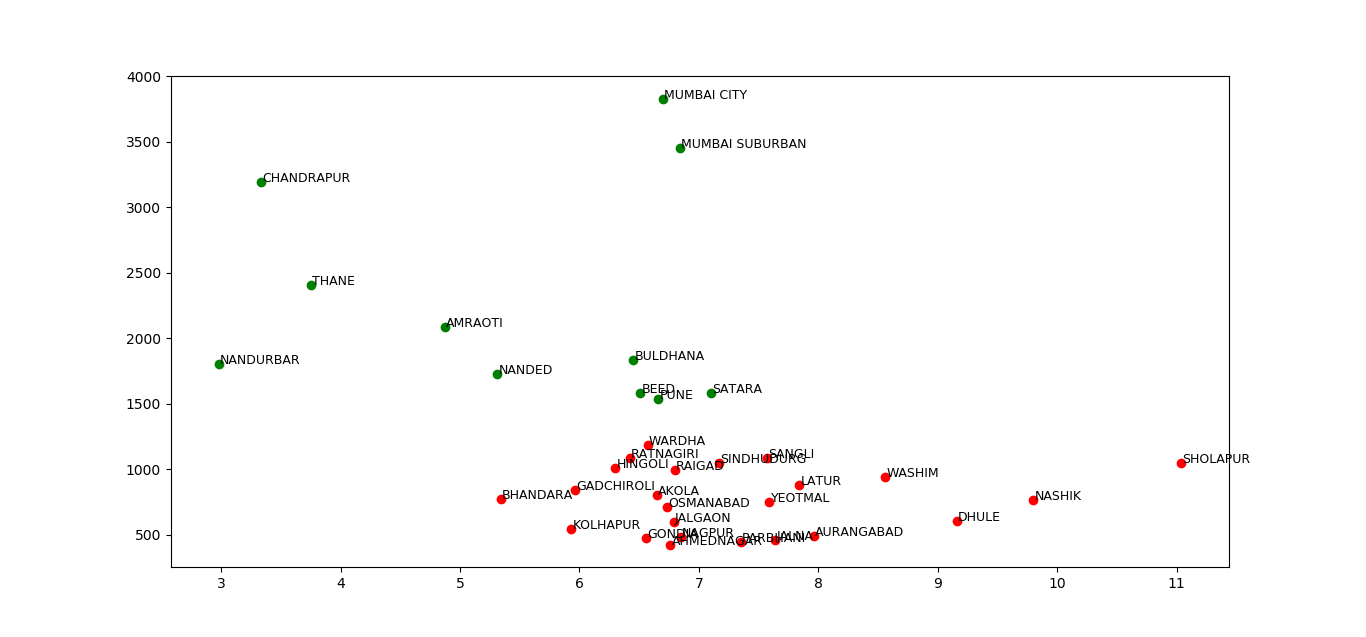 4000
MUMBAI CITY
3500
MUMBAI SUBURBAN
CHANDRAPUR
3000
2500
THANE
AMRAOTI
2000
NANDURBAR
BULDHANA
NANDED
BEED
PUNE
SATARA
1500
WARDHA
RATNAGIRI
SANGLI
HINGOLI
RAIGAD
SINDHUDURG
SHOLAPUR
1000
WASHIM
LATUR
GADCHIROLI
BHANDARA
AKOLA
YEOTMAL
NASHIK
OSMANABAD
JALGAON
DHULE
KOLHAPUR
GONDIA
NAGPUR
AURANGABAD
500
AHMEDNAGAR
PARBHANI
JALNA
3 4 5 6 7 8 9 10 11